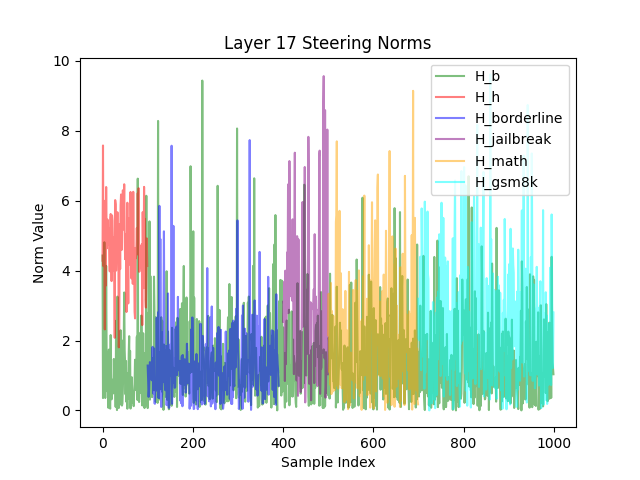 Layer 17 Steering Norms
10
8
6
4
2
0
Norm Value
H_b
H_h
H_borderline
H_jailbreak
H_math
H_gsm8k
0
200
400
600
800
1000
Sample Index